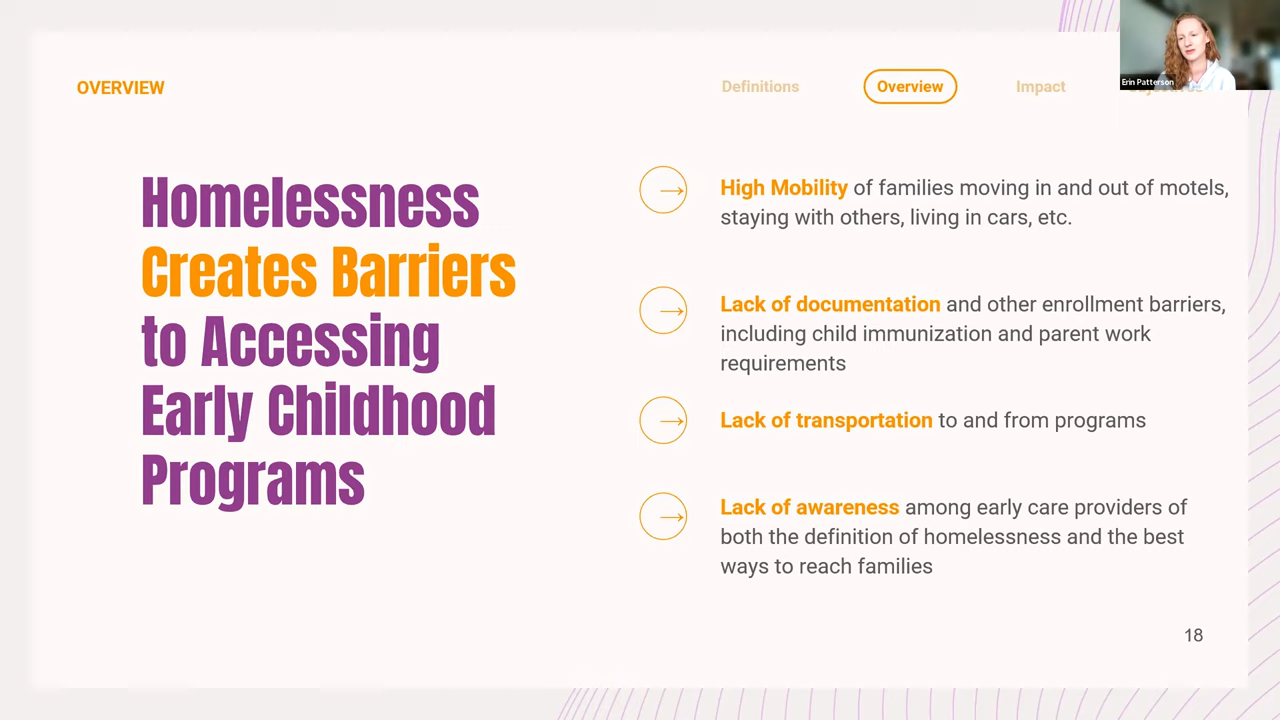 OVERVIEW
Definitions
Overview
Impact
Erin Patterson
Homelessness
Creates Barriers
to Accessing
Early Childhood
Programs
High Mobility of families moving in and out of motels,
staying with others, living in cars, etc.
Lack of documentation and other enrollment barriers,
including child immunization and parent work
requirements
Lack of transportation to and from programs
Lack of awareness among early care providers of
both the definition of homelessness and the best
ways to reach families
18